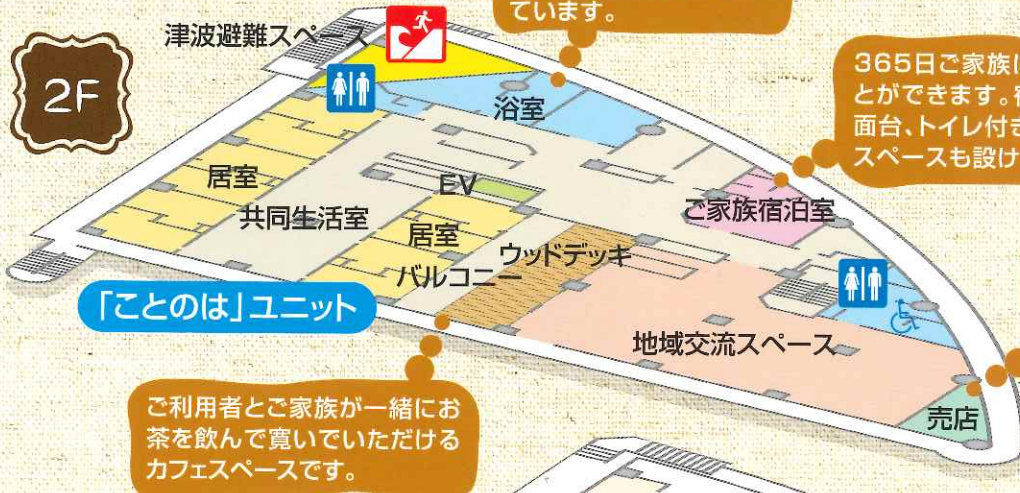 ています。
津波避難スペース
2F
365日ご家族に
とができます。
面台、トイレ付き
スペースも設け
浴室
居室
EV
共同生活室
ご家族宿泊室
居室
ウッドデッキ
バルコニー
「ことのは」ユニット
地域交流スペース
売店
ご利用者とご家族が一緒にお
茶を飲んで寛いでいただける
カフェスペースです。